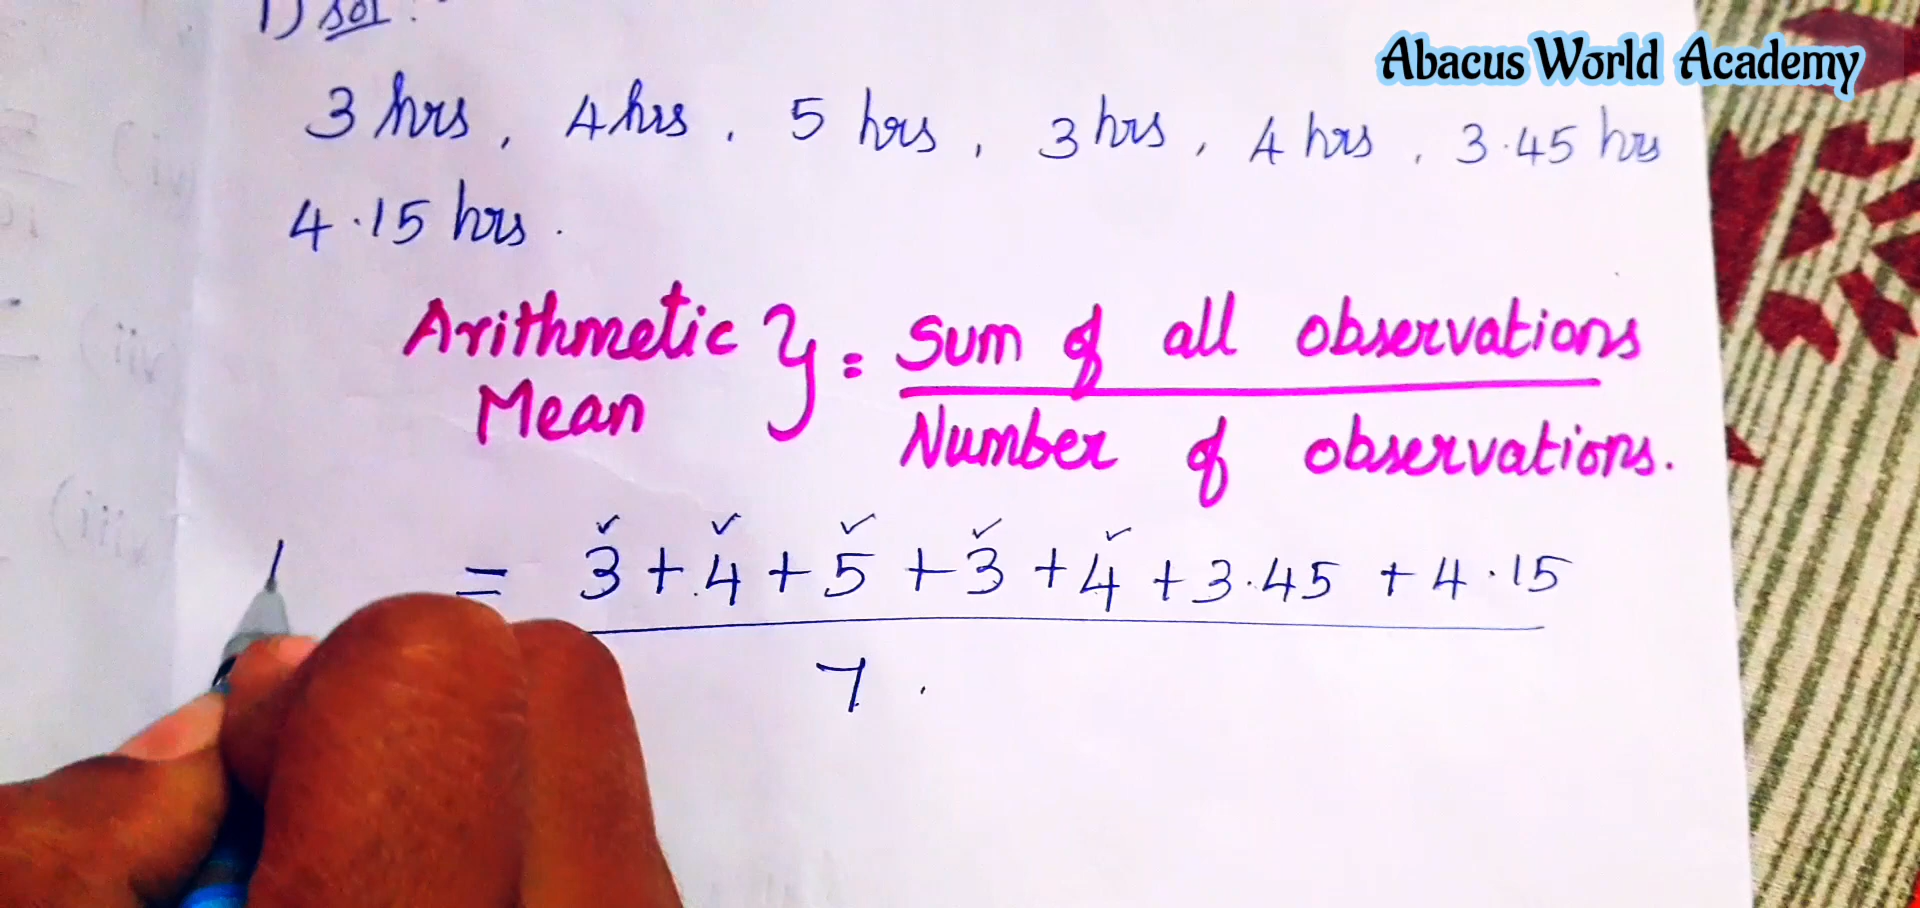 1) Sol:
Abacus World Academy
3 hrs, 4 hrs, 5 hrs, 3 hrs, 4 hrs, 3.45 hrs
4.15 hrs.
Arithmetic Mean } = Sum of all observations
Number of observations.
= 3 + 4 + 5 + 3 + 4 + 3.45 + 4.15
7.
1